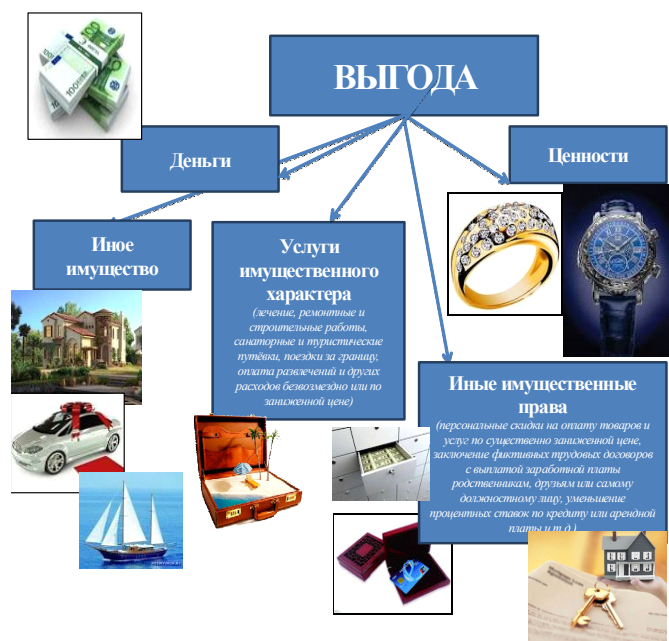 ВЫГОДА
Деньги
Ценности
Иное
имущество
Услуги
имущественного
характера
(лечение, ремонтные и
строительные работы,
санаторные и туристические
путёвки, поездки за границу,
оплата развлечений и других
расходов безвозмездно или по
заниженной цене)
Иные имущественные
права
(персональные скидки на оплату товаров и
услуг по существенно заниженной цене,
заключение фиктивных трудовых договоров
с выплатой заработной платы
родственникам, друзьям или самому
должностному лицу, уменьшение
процентных ставок по кредиту или арендной
платы и т.д.)
100
100EURO